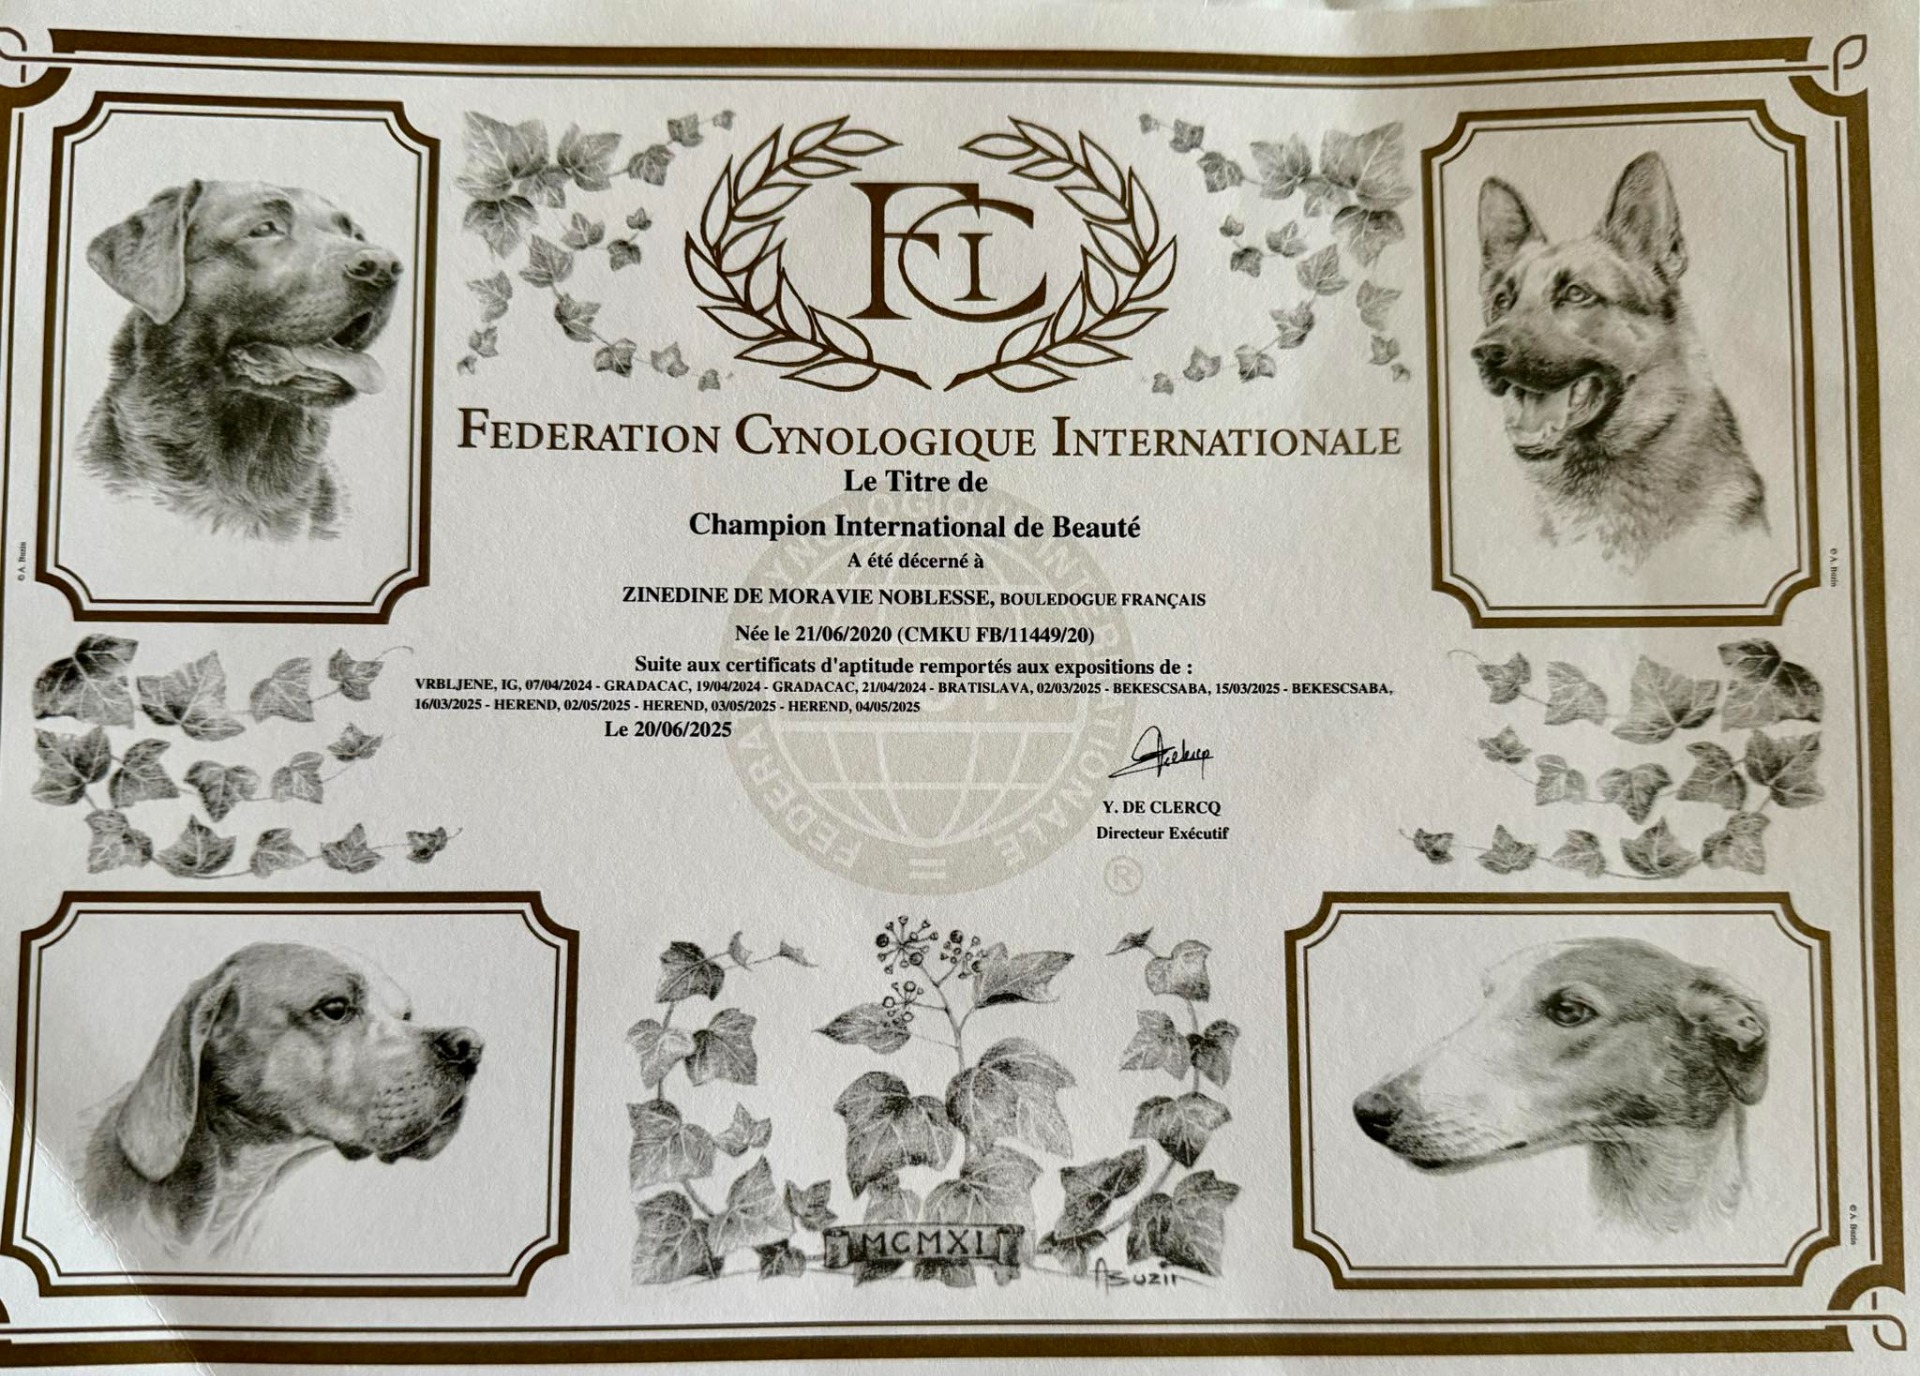 FCI
FEDERATION CYNOLOGIQUE INTERNATIONALE
Le Titre de
Champion International de Beauté
A été décerné à
ZINEDINE DE MORAVIE NOBLESSE, BOULEDOGUE FRANÇAIS
Née le 21/06/2020 (CMKU FB/11449/20)
Suite aux certificats d'aptitude remportés aux expositions de :
VRBLJENE, IG, 07/04/2024 - GRADACAC, 19/04/2024 - GRADACAC, 21/04/2024 - BRATISLAVA, 02/03/2025 - BEKESCSABA, 15/03/2025 - BEKESCSABA,
16/03/2025 - HEREND, 02/05/2025 - HEREND, 03/05/2025 - HEREND, 04/05/2025
Le 20/06/2025
Y. DE CLERCQ
Directeur Exécutif
®
© A. Buzin
© A. Buzin
© A. Buzin
MCMXI
ABuzin